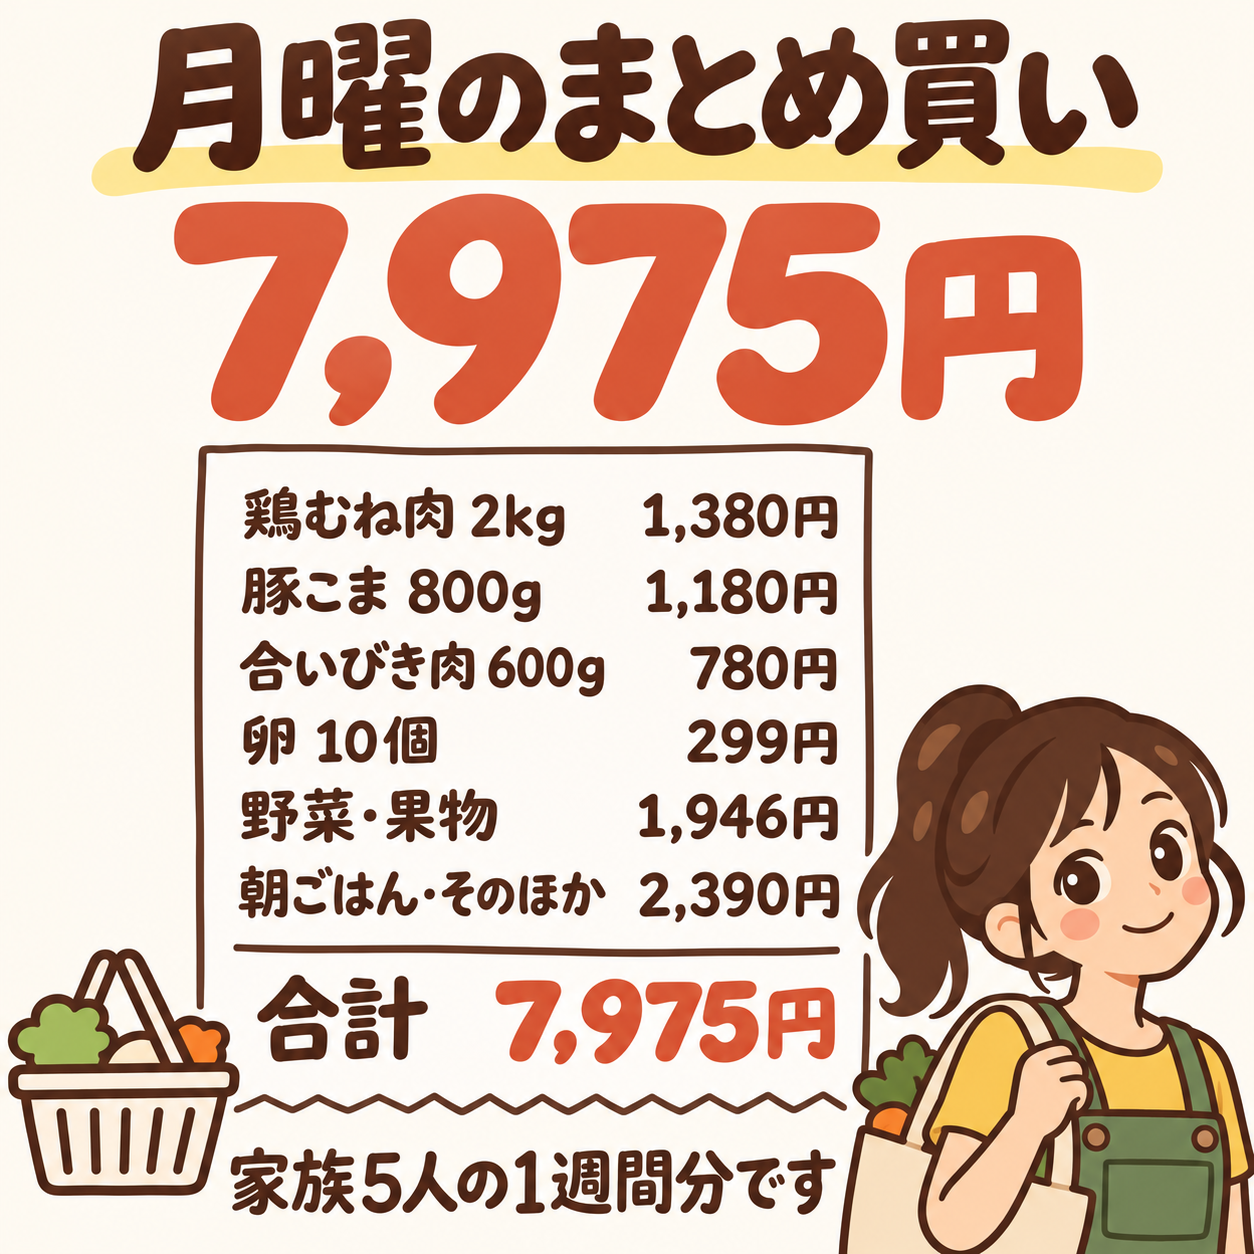 月曜のまとめ買い
7,975円
鶏むね肉 2kg 1,380円
豚こま 800g 1,180円
合いびき肉 600g 780円
卵 10個 299円
野菜・果物 1,946円
朝ごはん・そのほか 2,390円
合計 7,975円
家族5人の1週間分です